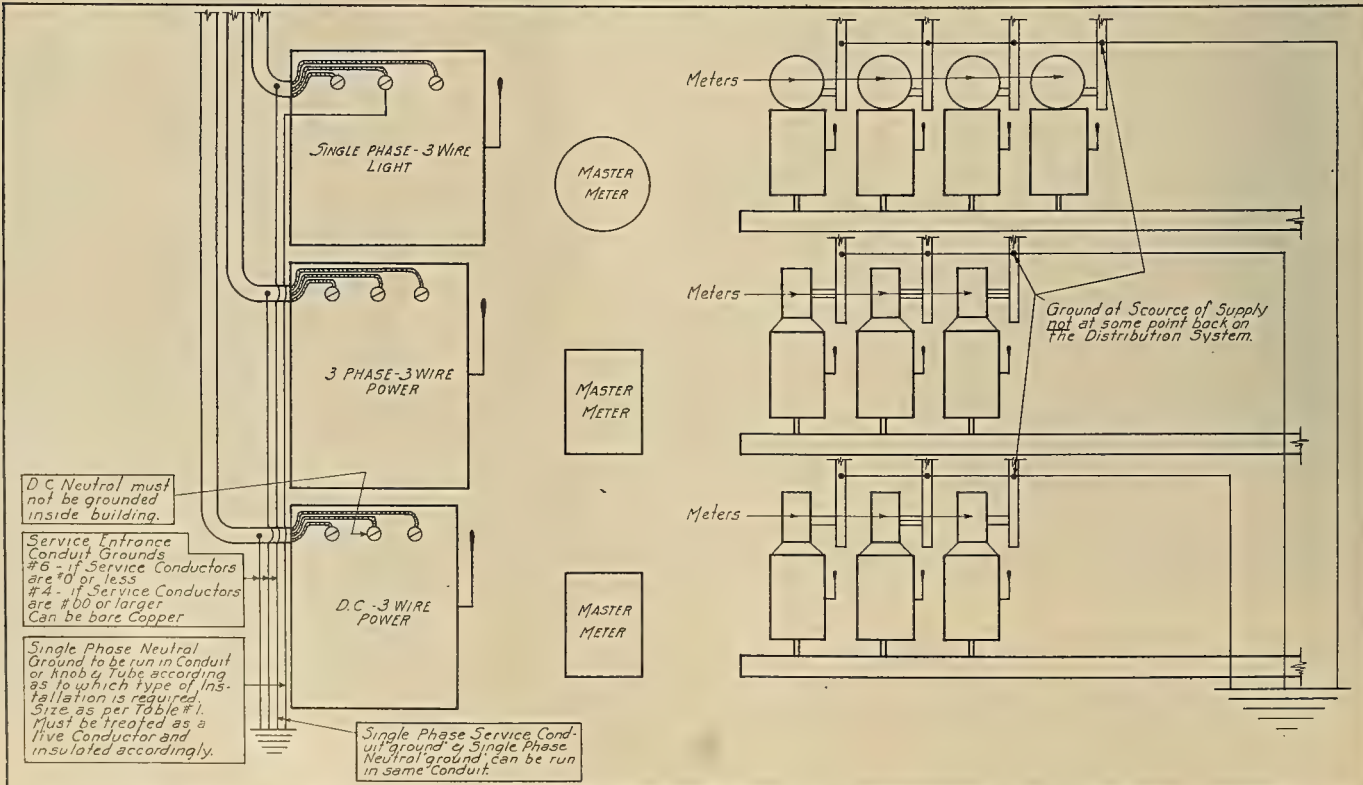 SINGLE PHASE-3 WIRE
LIGHT
MASTER
METER
Meters
3 PHASE-3 WIRE
POWER
MASTER
METER
Meters
Ground at Scource of Supply
not at some point back on
the Distribution System.
D.C Neutral must
not be grounded
inside building.
Service Entrance
Conduit Grounds
#6 - if Service Conductors
are #0 or less
#4 - if Service Conductors
are #00 or larger
Can be bare Copper
Single Phase Neutral
Ground to be run in Conduit
or Knob & Tube according
as to which type of Ins-
tallation is required.
Size as per Table #1.
Must be treated as a
live Conductor and
insulated accordingly.
D.C -3 WIRE
POWER
MASTER
METER
Meters
Single Phase Service Cond-
uit "ground" & Single Phase
Neutral "ground" can be run
in same Conduit.